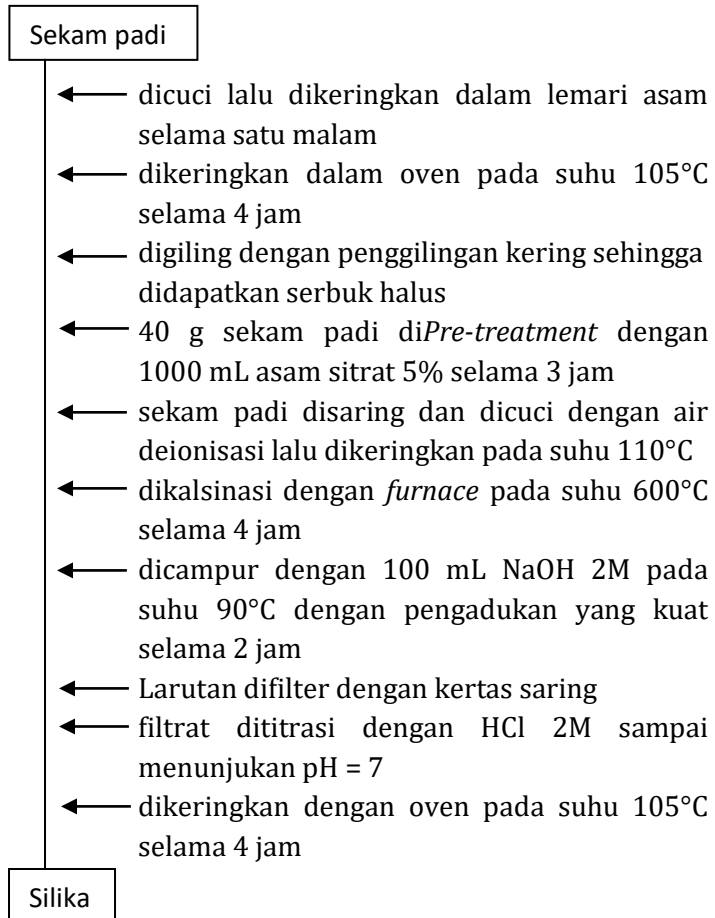 Sekam padi
dicuci lalu dikeringkan dalam lemari asam
selama satu malam
dikeringkan dalam oven pada suhu 105°C
selama 4 jam
digiling dengan penggilingan kering sehingga
didapatkan serbuk halus
40 g sekam padi diPre-treatment dengan
1000 mL asam sitrat 5% selama 3 jam
sekam padi disaring dan dicuci dengan air
deionisasi lalu dikeringkan pada suhu 110°C
dikalsinasi dengan furnace pada suhu 600°C
selama 4 jam
dicampur dengan 100 mL NaOH 2M pada
suhu 90°C dengan pengadukan yang kuat
selama 2 jam
Larutan difilter dengan kertas saring
filtrat dititrasi dengan HCl 2M sampai
menunjukan pH = 7
dikeringkan dengan oven pada suhu 105°C
selama 4 jam
Silika